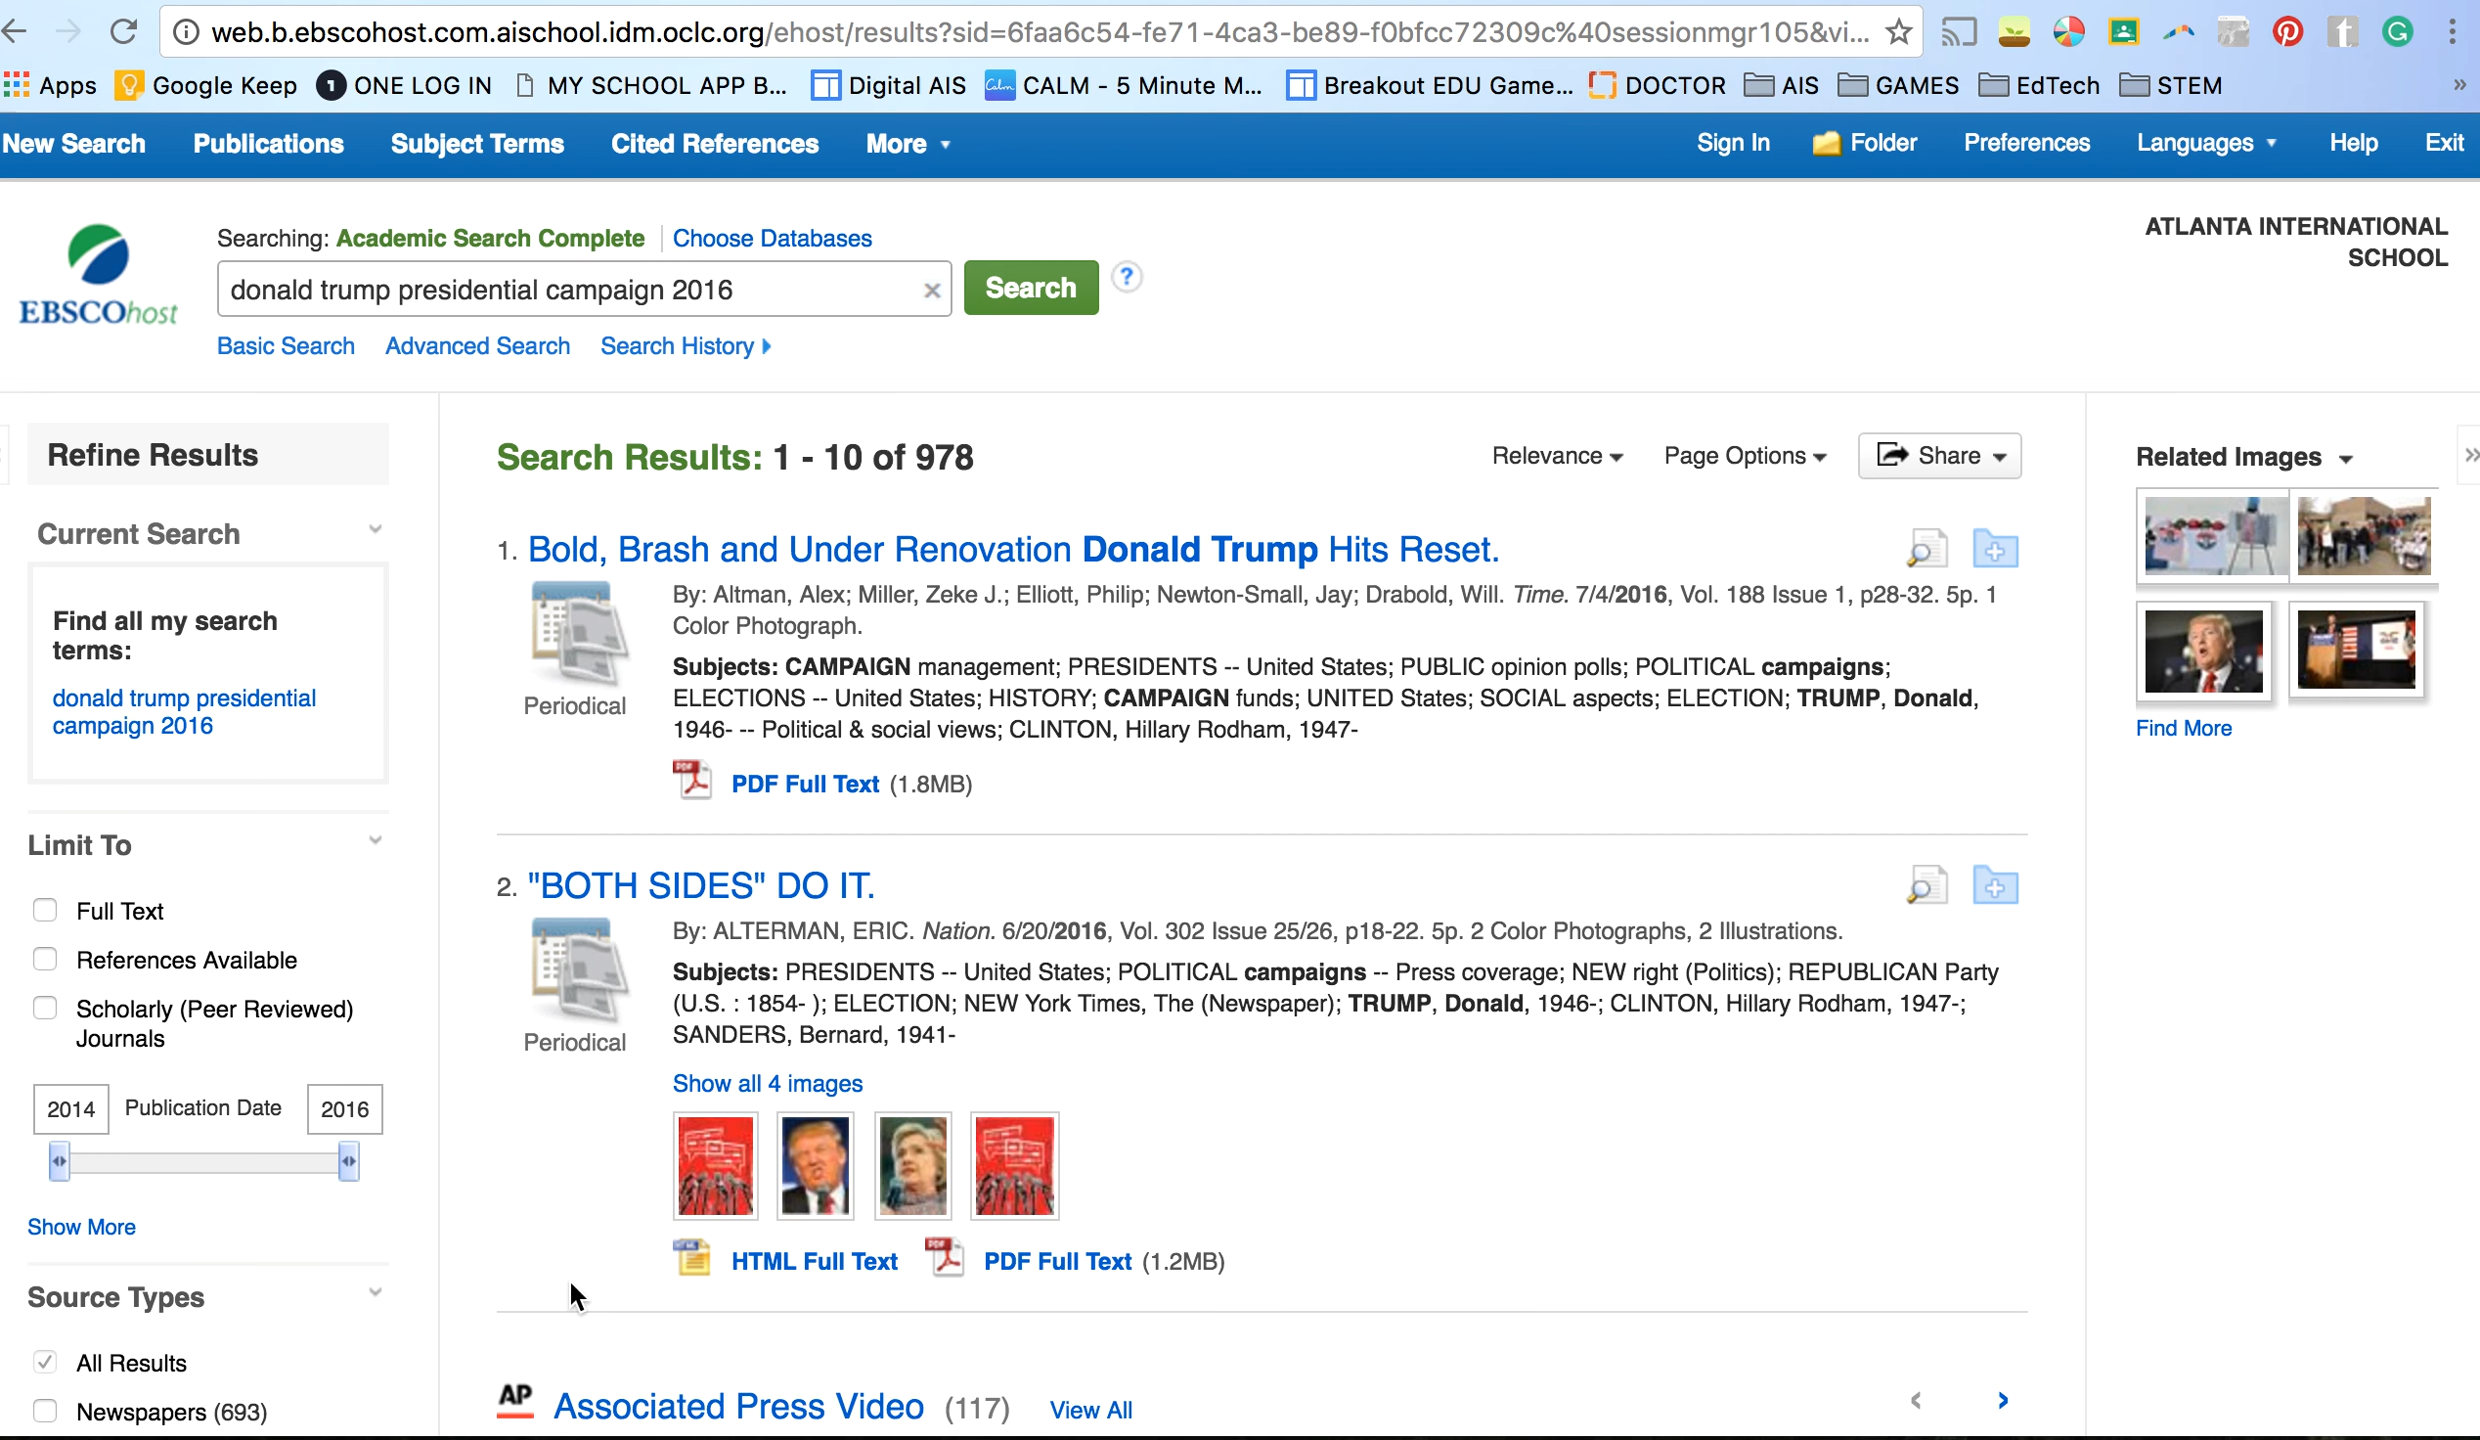 web.b.ebscohost.com.aischool.idm.oclc.org/ehost/results?sid=6faa6c54-fe71-4ca3-be89-f0bfcc72309c%40sessionmgr105&vi...
Apps Google Keep 1 ONE LOG IN MY SCHOOL APP B... Digital AIS Calm CALM - 5 Minute M... Breakout EDU Game... DOCTOR AIS GAMES EdTech STEM »
New Search Publications Subject Terms Cited References More Sign In Folder Preferences Languages Help Exit
Searching: Academic Search Complete Choose Databases
ATLANTA INTERNATIONAL
SCHOOL
EBSCOhost
donald trump presidential campaign 2016 × Search ?
Basic Search Advanced Search Search History
Refine Results
Current Search
Find all my search
terms:
donald trump presidential
campaign 2016
Limit To
Full Text
References Available
Scholarly (Peer Reviewed)
Journals
2014 Publication Date 2016
Show More
Source Types
All Results
Newspapers (693)
Search Results: 1 - 10 of 978
Relevance Page Options Share
1. Bold, Brash and Under Renovation Donald Trump Hits Reset.
Periodical
By: Altman, Alex; Miller, Zeke J.; Elliott, Philip; Newton-Small, Jay; Drabold, Will. Time. 7/4/2016, Vol. 188 Issue 1, p28-32. 5p. 1
Color Photograph.
Subjects: CAMPAIGN management; PRESIDENTS -- United States; PUBLIC opinion polls; POLITICAL campaigns;
ELECTIONS -- United States; HISTORY; CAMPAIGN funds; UNITED States; SOCIAL aspects; ELECTION; TRUMP, Donald,
1946- -- Political & social views; CLINTON, Hillary Rodham, 1947-
PDF PDF Full Text (1.8MB)
2. "BOTH SIDES" DO IT.
Periodical
By: ALTERMAN, ERIC. Nation. 6/20/2016, Vol. 302 Issue 25/26, p18-22. 5p. 2 Color Photographs, 2 Illustrations.
Subjects: PRESIDENTS -- United States; POLITICAL campaigns -- Press coverage; NEW right (Politics); REPUBLICAN Party
(U.S. : 1854- ); ELECTION; NEW York Times, The (Newspaper); TRUMP, Donald, 1946-; CLINTON, Hillary Rodham, 1947-;
SANDERS, Bernard, 1941-
Show all 4 images
HTML Full Text PDF PDF Full Text (1.2MB)
AP Associated Press Video (117) View All ‹ ›
Related Images »
Find More